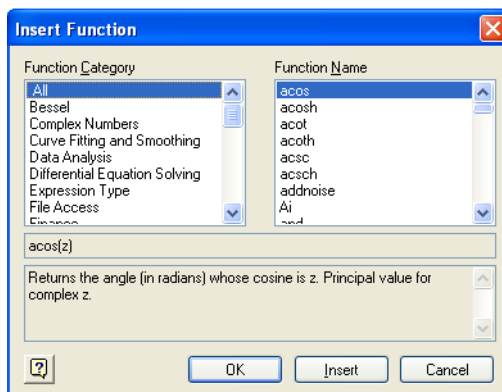 Insert Function
Function Category
Function Name
All
Bessel
Complex Numbers
Curve Fitting and Smoothing
Data Analysis
Differential Equation Solving
Expression Type
File Access
Finance
acos
acosh
acot
acoth
acsc
acsch
addnoise
Ai
and
acos(z)
Returns the angle (in radians) whose cosine is z. Principal value for
complex z.
OK
Insert
Cancel